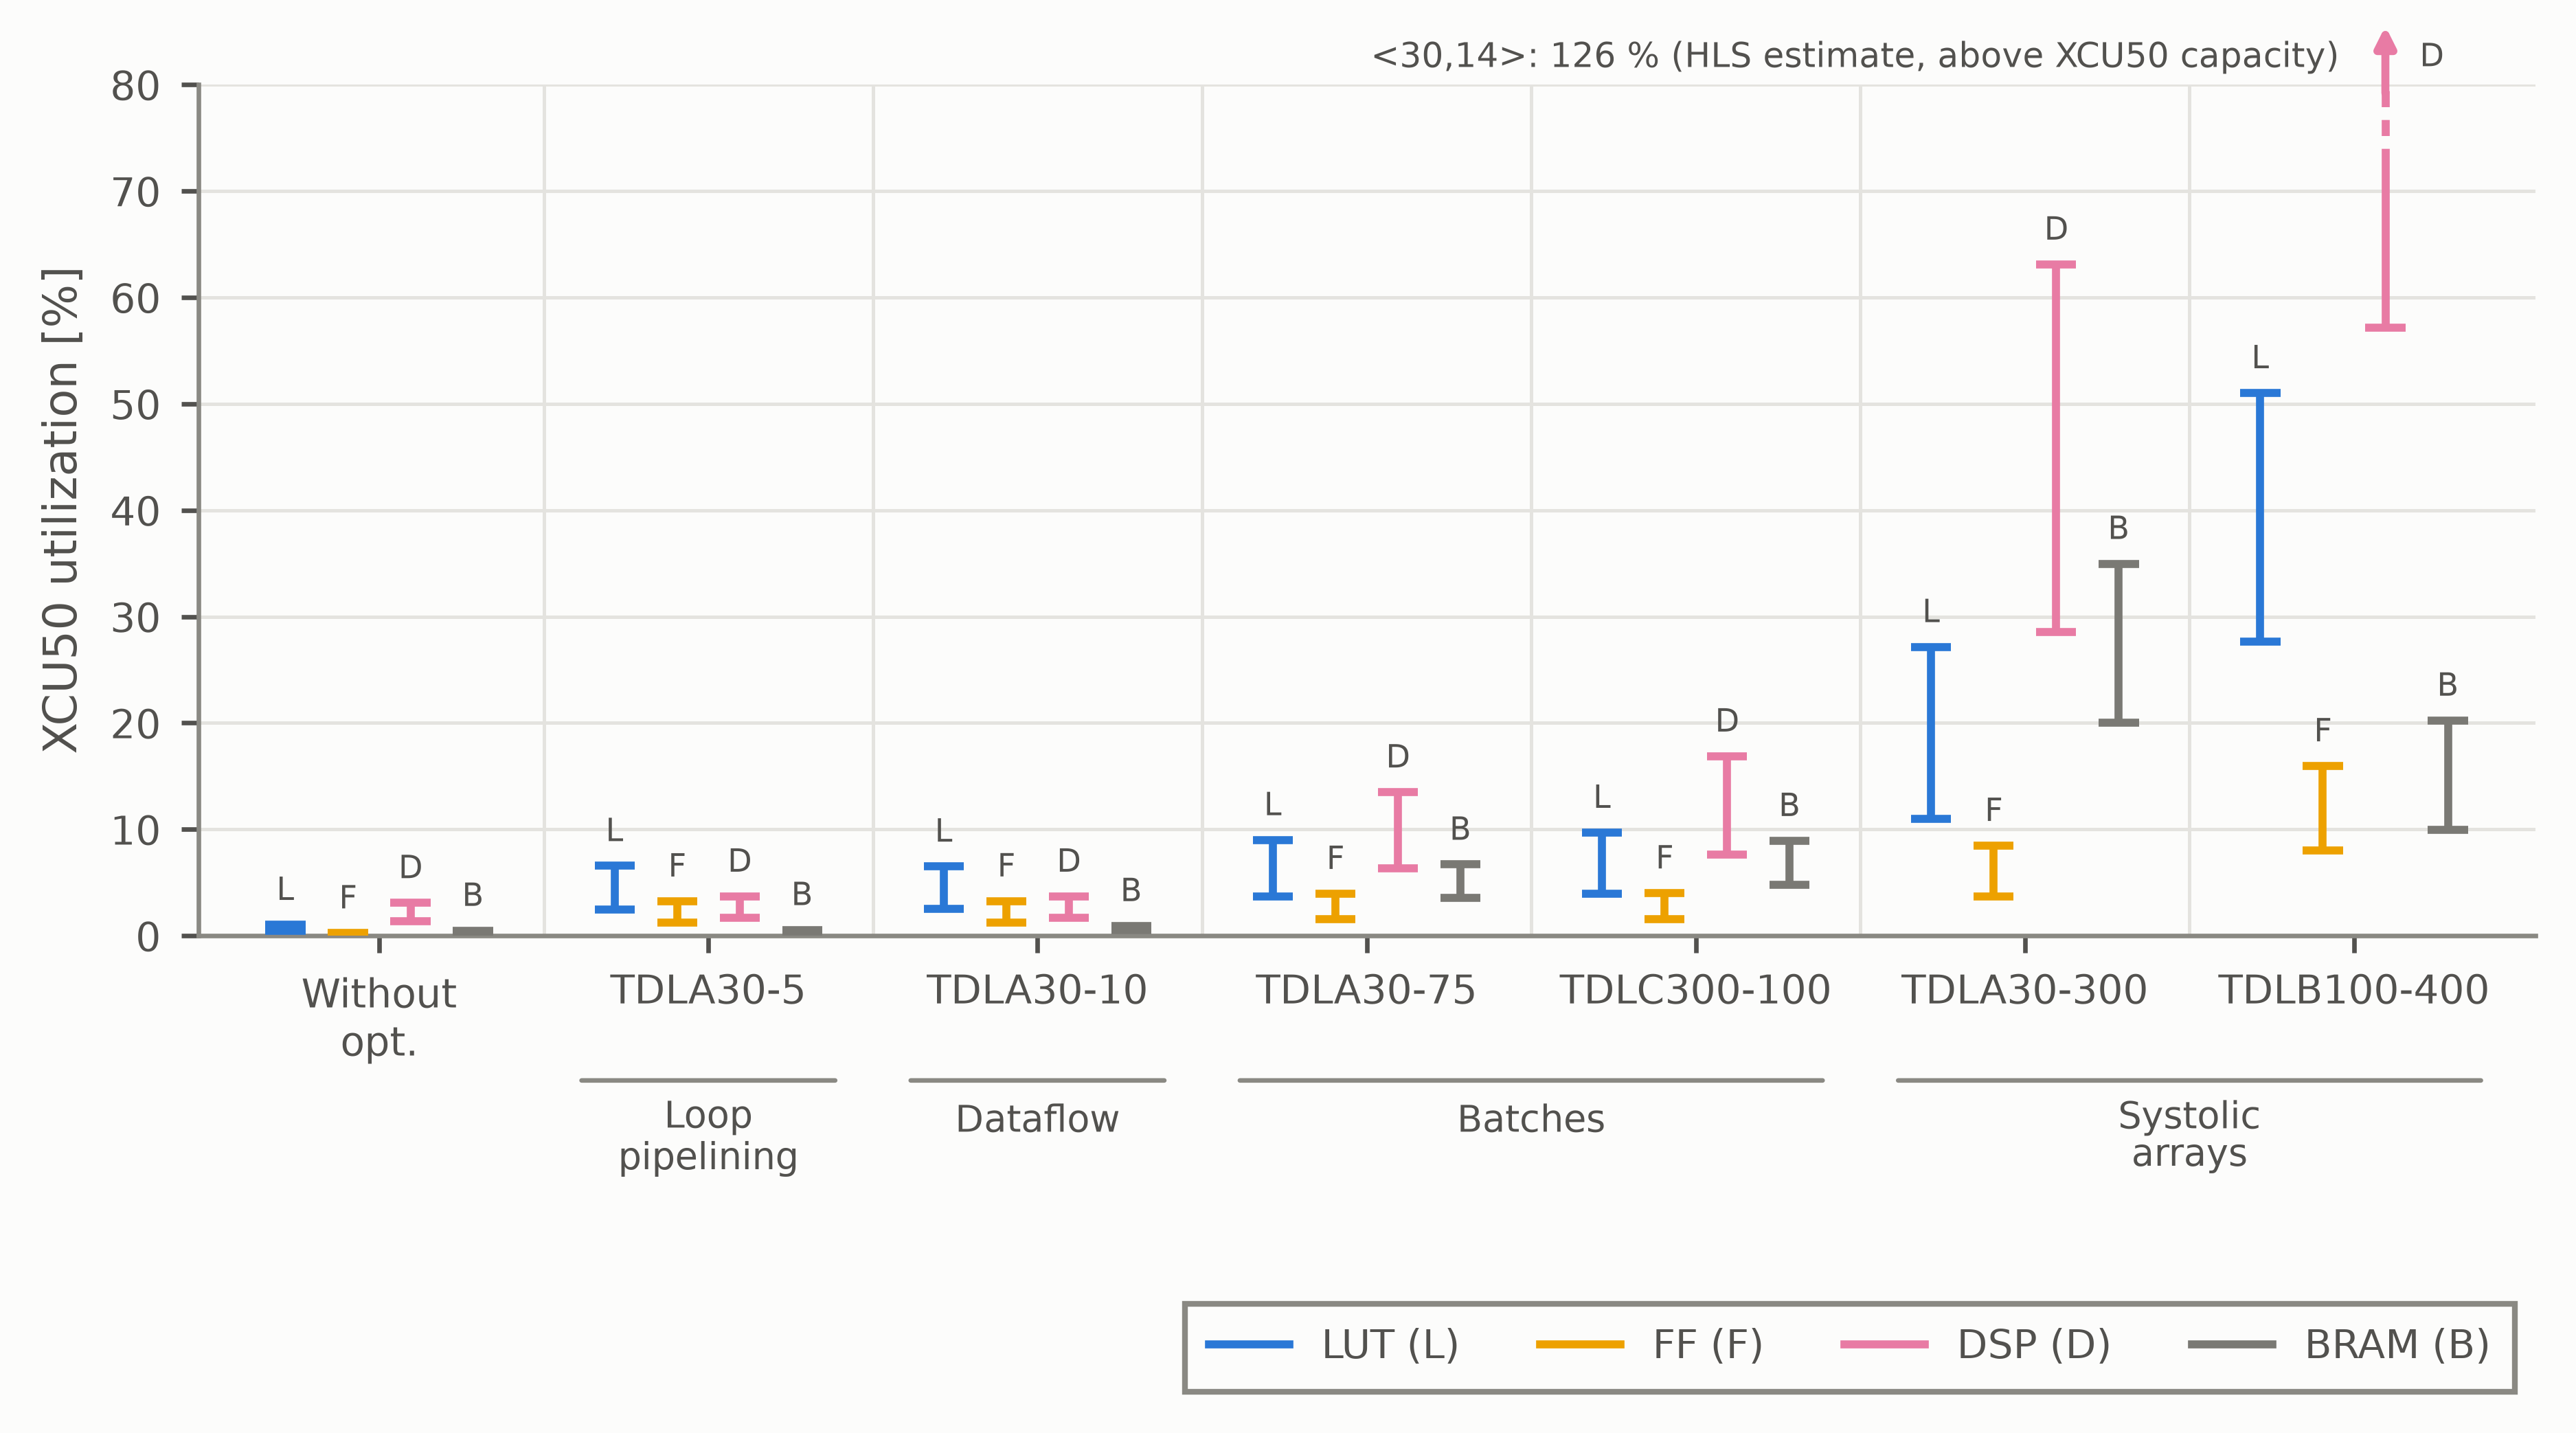 <30,14>: 126 % (HLS estimate, above XCU50 capacity)
D
XCU50 utilization [%]
80
70
60
50
40
30
20
10
0
L
F
D
B
L
F
D
B
L
F
D
B
L
F
D
B
L
F
D
B
L
F
D
B
L
F
B
Without
opt.
TDLA30-5
TDLA30-10
TDLA30-75
TDLC300-100
TDLA30-300
TDLB100-400
Loop
pipelining
Dataflow
Batches
Systolic
arrays
LUT (L)
FF (F)
DSP (D)
BRAM (B)